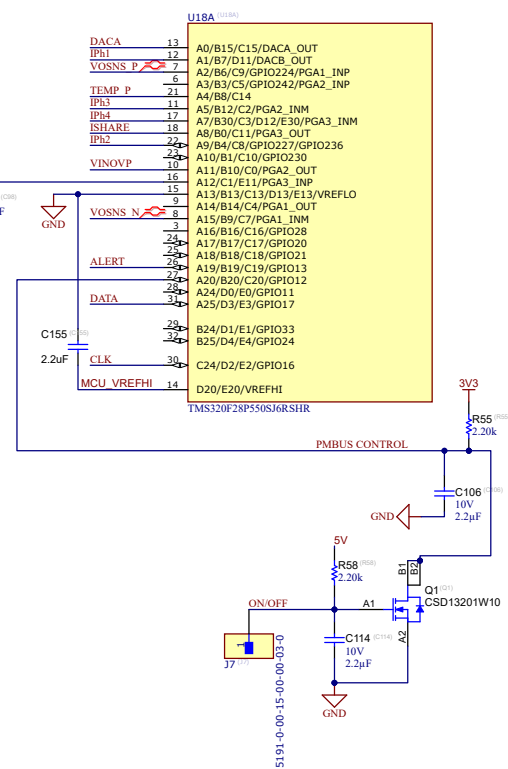 U18A (U18A)
DACA 13 A0/B15/C15/DACA_OUT
IPh1 12 A1/B7/D11/DACB_OUT
VOSNS_P 7 A2/B6/C9/GPIO224/PGA1_INP
6 A3/B3/C5/GPIO242/PGA2_INP
TEMP_P 21 A4/B8/C14
IPh3 11 A5/B12/C2/PGA2_INM
IPh4 17 A7/B30/C3/D12/E30/PGA3_INM
ISHARE 18 A8/B0/C11/PGA3_OUT
IPh2 22 A9/B4/C8/GPIO227/GPIO236
23 A10/B1/C10/GPIO230
VINOVP 10 A11/B10/C0/PGA2_OUT
16 A12/C1/E11/PGA3_INP
(C98) 15 A13/B13/C13/D13/E13/VREFLO
F 9 A14/B14/C4/PGA1_OUT
VOSNS_N 8 A15/B9/C7/PGA1_INM
GND 3 A16/B16/C16/GPIO28
24 A17/B17/C17/GPIO20
25 A18/B18/C18/GPIO21
ALERT 26 A19/B19/C19/GPIO13
27 A20/B20/C20/GPIO12
28 A24/D0/E0/GPIO11
DATA 31 A25/D3/E3/GPIO17
29 B24/D1/E1/GPIO33
C155 (C155) 32 B25/D4/E4/GPIO24
2.2uF
CLK 30 C24/D2/E2/GPIO16
MCU_VREFHI 14 D20/E20/VREFHI
TMS320F28P550SJ6RSHR
3V3
R55 (R55
2.20k
PMBUS CONTROL
C106 (C106)
10V
2.2µF
GND
5V
R58 (R58)
2.20k
B1
B2
Q1 (Q1)
CSD13201W10
ON/OFF
A1
A2
C114 (C114)
10V
2.2µF
J7 (J7)
5191-0-00-15-00-00-03-0
GND